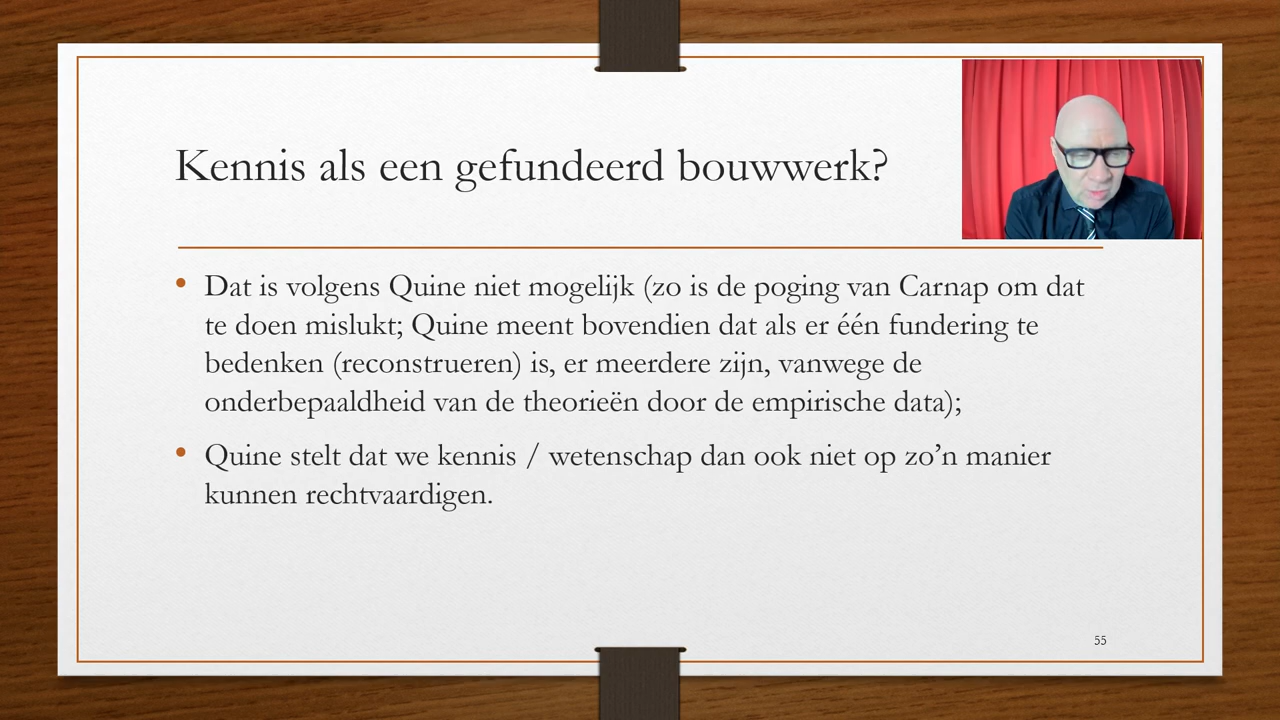 Kennis als een gefundeerd bouwwerk?
• Dat is volgens Quine niet mogelijk (zo is de poging van Carnap om dat
te doen mislukt; Quine meent bovendien dat als er één fundering te
bedenken (reconstrueren) is, er meerdere zijn, vanwege de
onderbepaaldheid van de theorieën door de empirische data);
• Quine stelt dat we kennis / wetenschap dan ook niet op zo’n manier
kunnen rechtvaardigen.
55